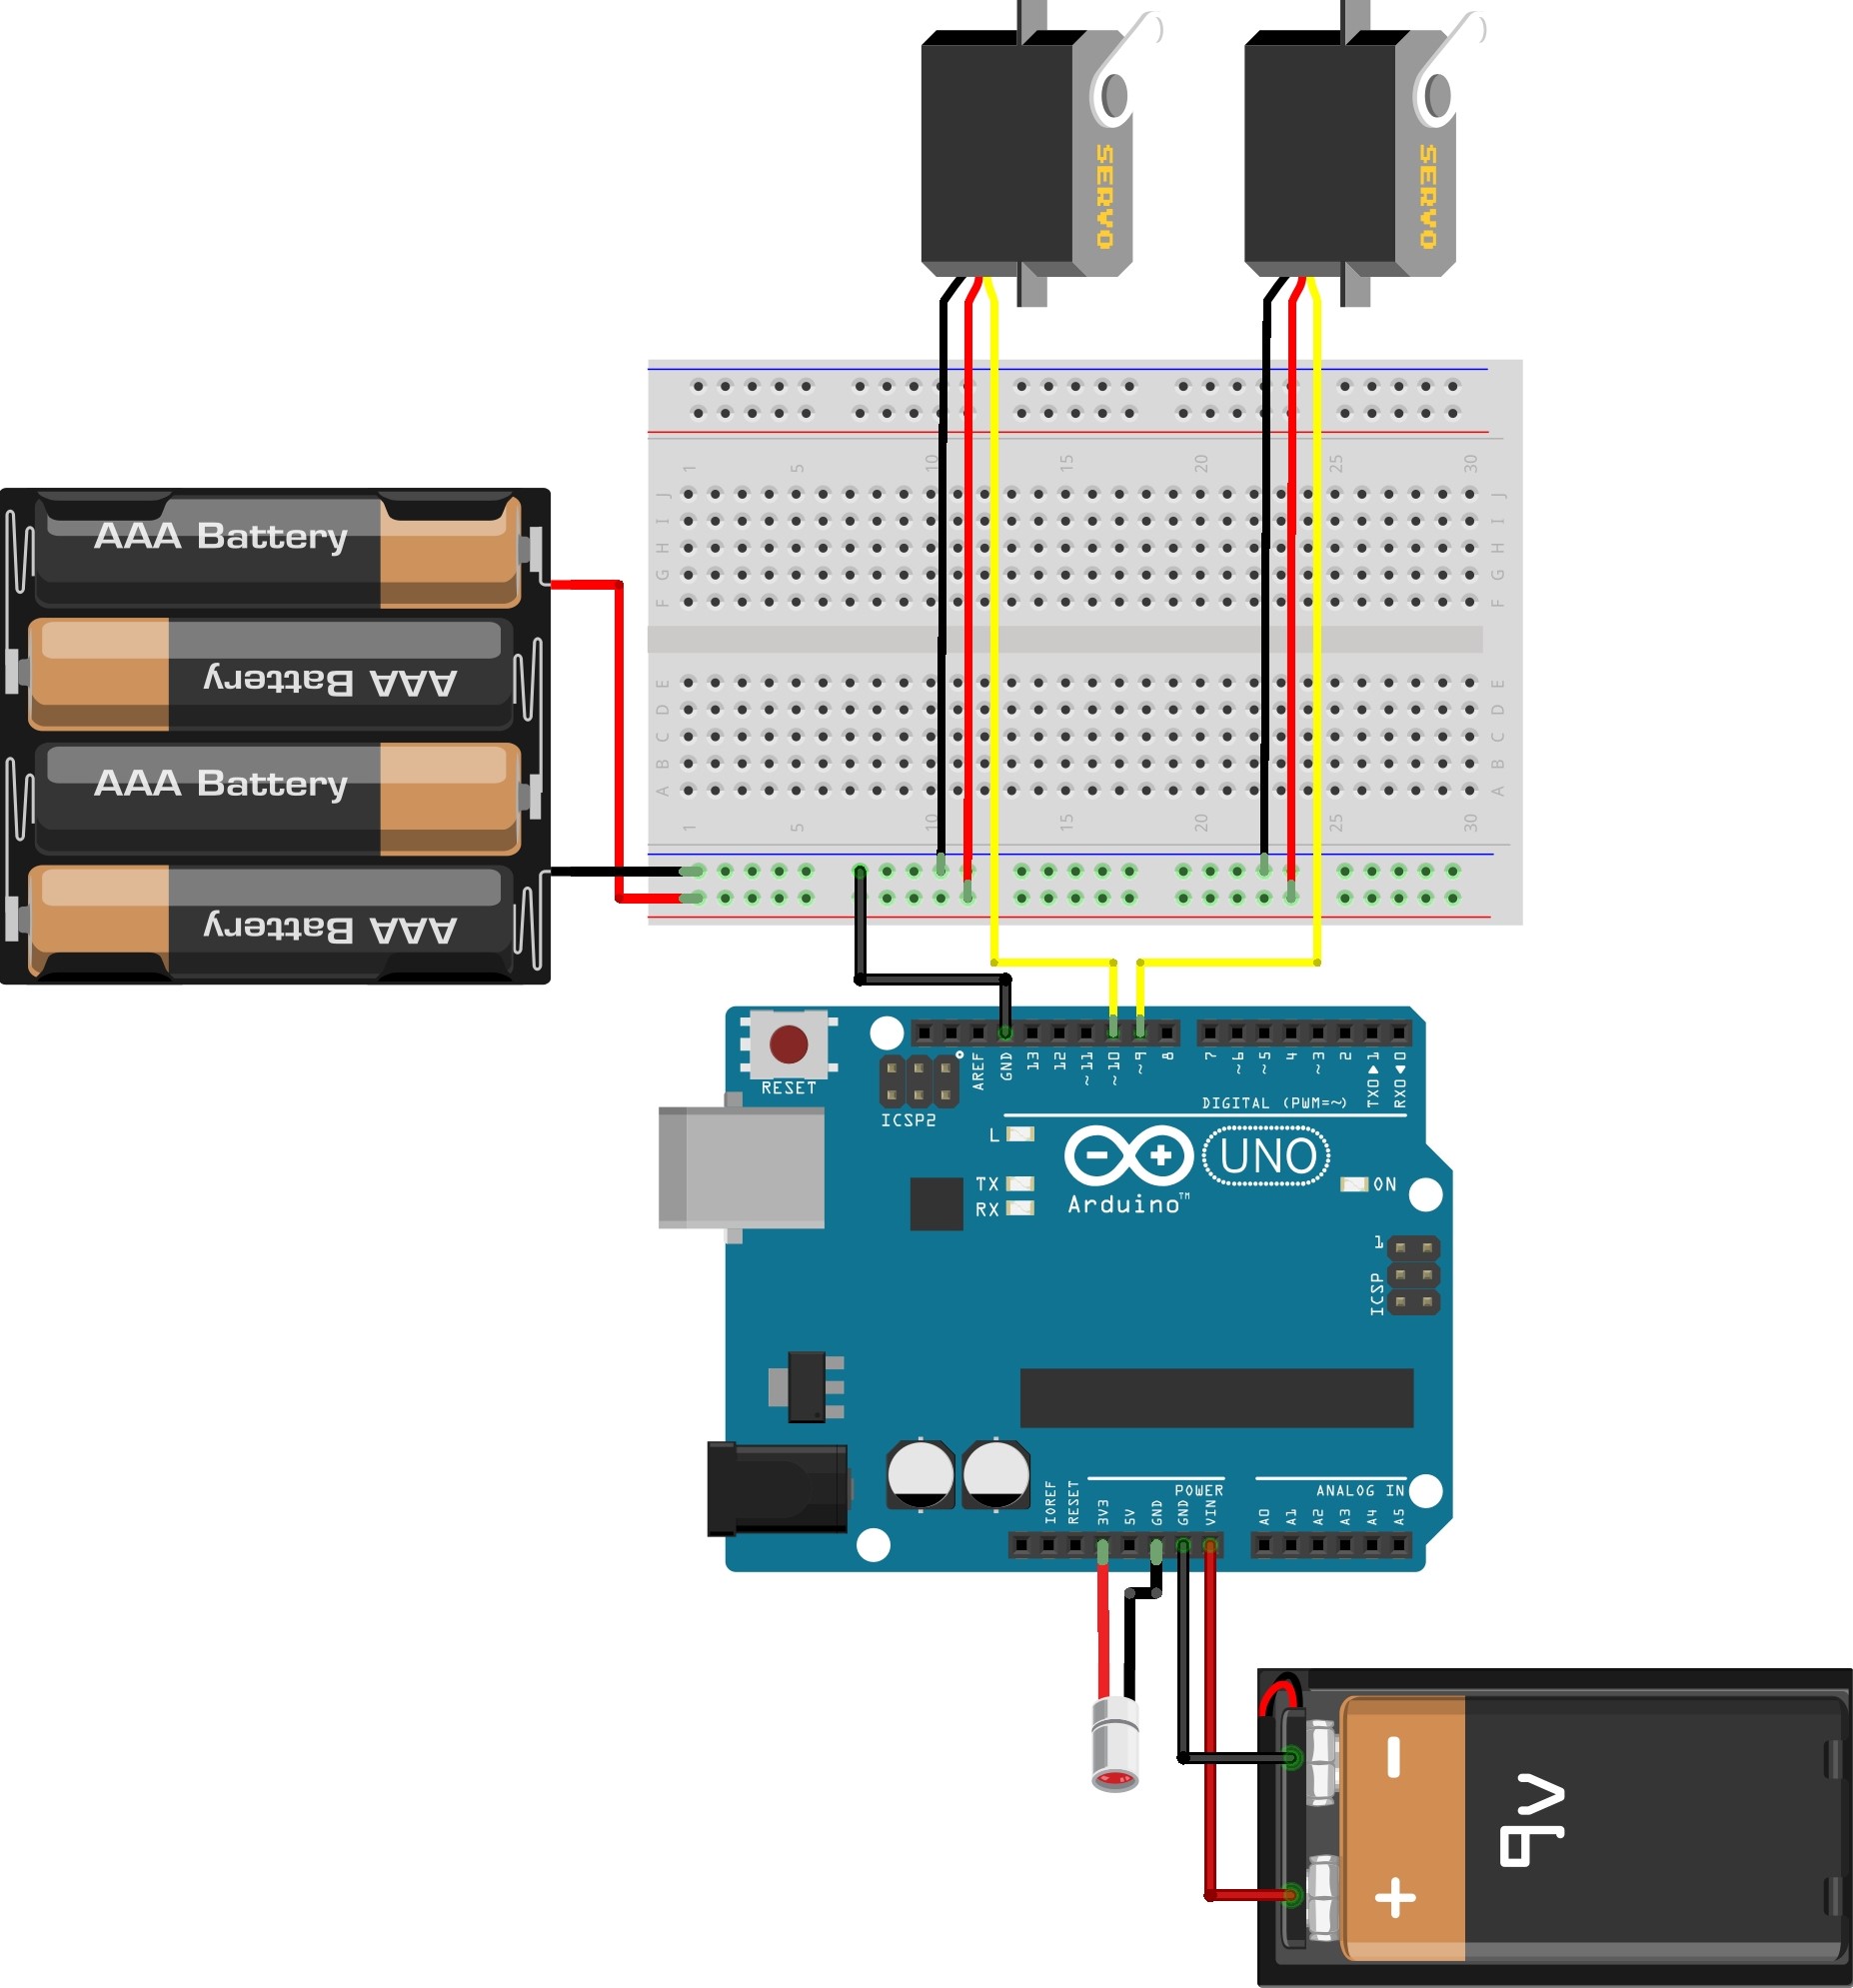 SERVO
SERVO
1 5 10 15 20 25 30
J J
I I
H H
G G
F F
E E
D D
C C
B B
A A
1 5 10 15 20 25 30
AAA Battery
AAA Battery
AAA Battery
AAA Battery
RESET
ICSP2
AREF
GND
13
12
~11
~10
~9
8
7
~6
~5
4
~3
2
TX0▶1
RX0◀0
DIGITAL (PWM=~)
L
TX
RX
UNO
Arduino™
ON
1
ICSP
IOREF
RESET
3V3
5V
GND
GND
VIN
POWER
A0
A1
A2
A3
A4
A5
ANALOG IN
9v